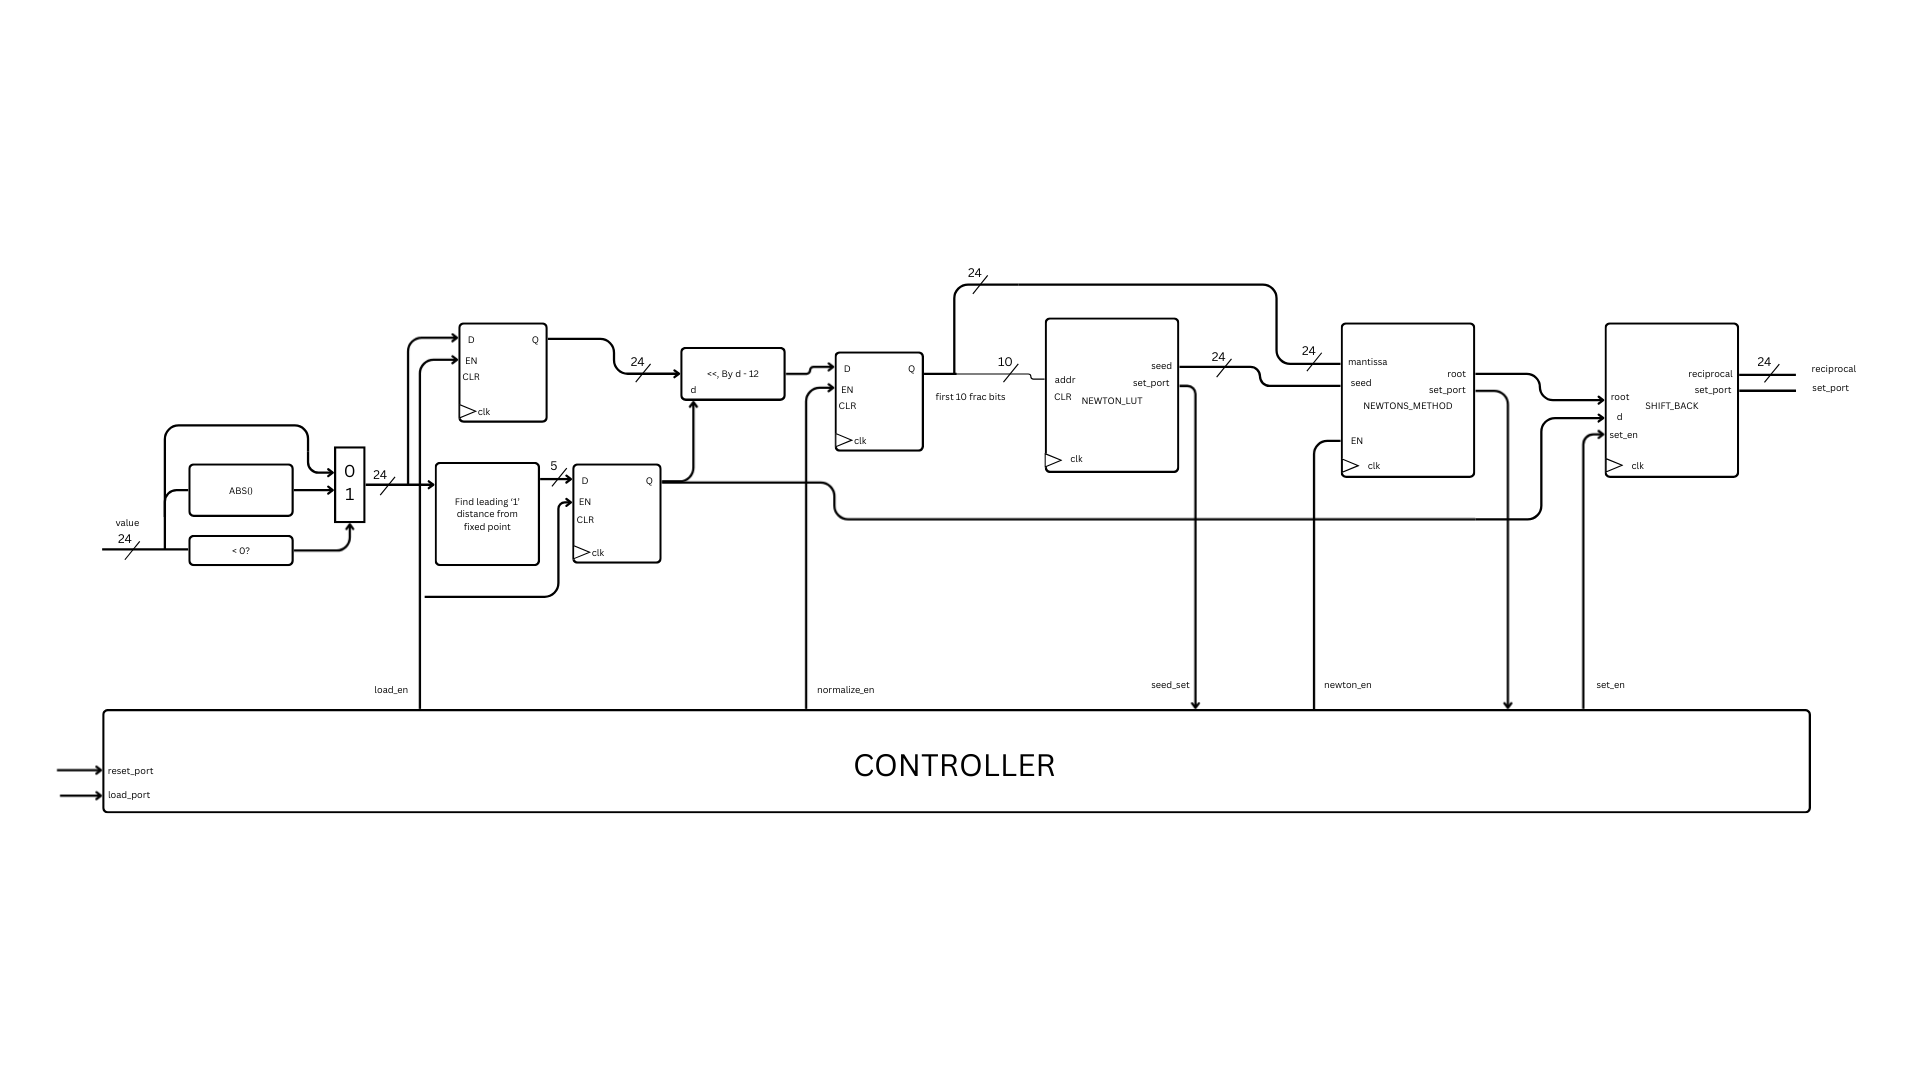 24
24
10
24
24
24
D
Q
EN
CLR
clk
<<, By d - 12
d
D
Q
EN
CLR
clk
first 10 frac bits
seed
set_port
addr
CLR
NEWTON_LUT
clk
mantissa
seed
root
set_port
NEWTONS_METHOD
EN
clk
reciprocal
set_port
root
d
SHIFT_BACK
set_en
clk
reciprocal
set_port
value
24
ABS()
< 0?
0
1
24
Find leading ‘1’
distance from
fixed point
5
D
Q
EN
CLR
clk
load_en
normalize_en
seed_set
newton_en
set_en
CONTROLLER
reset_port
load_port